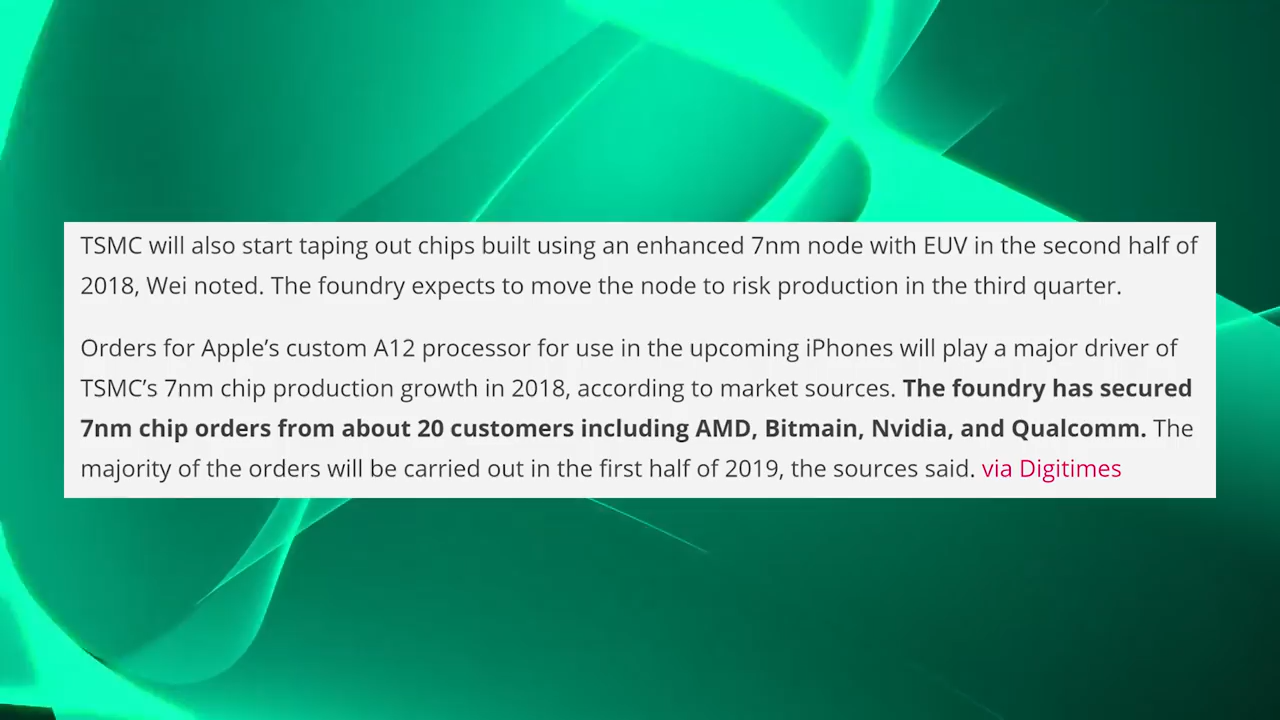 TSMC will also start taping out chips built using an enhanced 7nm node with EUV in the second half of
2018, Wei noted. The foundry expects to move the node to risk production in the third quarter.
Orders for Apple’s custom A12 processor for use in the upcoming iPhones will play a major driver of
TSMC’s 7nm chip production growth in 2018, according to market sources. The foundry has secured
7nm chip orders from about 20 customers including AMD, Bitmain, Nvidia, and Qualcomm. The
majority of the orders will be carried out in the first half of 2019, the sources said. via Digitimes